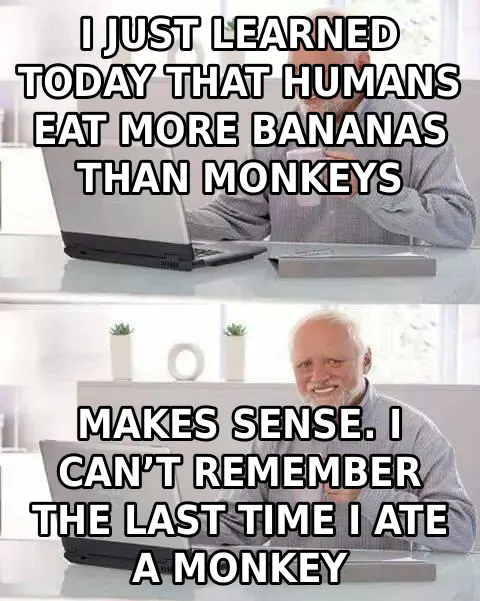 I JUST LEARNED
TODAY THAT HUMANS
EAT MORE BANANAS
THAN MONKEYS
MAKES SENSE. I
CAN’T REMEMBER
THE LAST TIME I ATE
A MONKEY